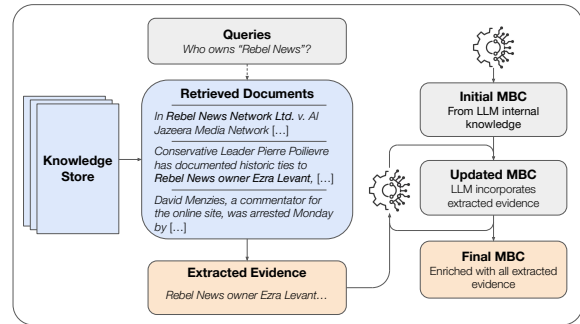 Queries
Who owns “Rebel News”?
Knowledge
Store
Retrieved Documents
In Rebel News Network Ltd. v. Al
Jazeera Media Network [...]
Conservative Leader Pierre Poilievre
has documented historic ties to
Rebel News owner Ezra Levant, [...]
David Menzies, a commentator for
the online site, was arrested Monday
by [...]
Extracted Evidence
Rebel News owner Ezra Levant…
Initial MBC
From LLM internal
knowledge
Updated MBC
LLM incorporates
extracted evidence
Final MBC
Enriched with all extracted
evidence